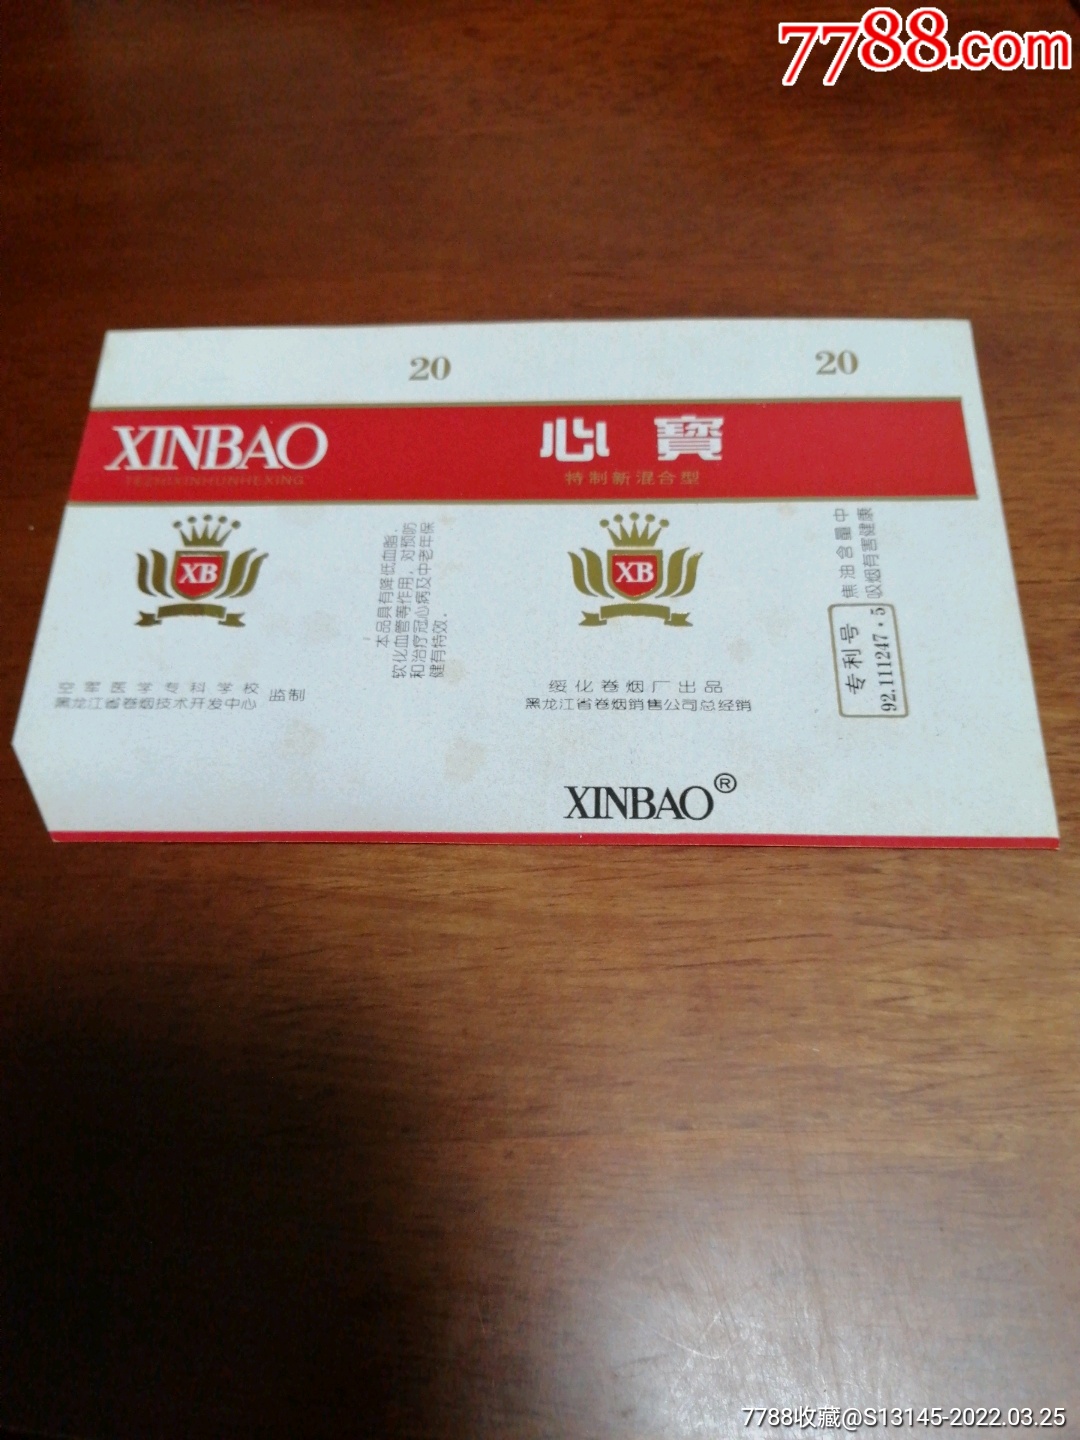 7788.com
20
20
XINBAO
TEZHIXINHUNHEXING
心寶
特制新混合型
XB
XB
本品具有降低血脂，
软化血管等作用，对预防
和治疗冠心病及中老年保
健有特效．
焦油含量中
吸烟有害健康
专利号
92.111247·5
空军医学专科学校
黑龙江省卷烟技术开发中心
监制
绥化卷烟厂出品
黑龙江省卷烟销售公司总经销
XINBAO®
7788收藏@S13145-2022.03.25